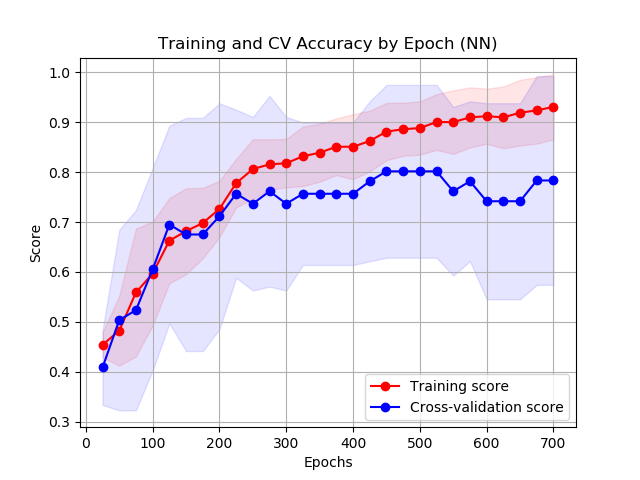 Training and CV Accuracy by Epoch (NN)
1.0
0.9
0.8
0.7
0.6
0.5
0.4
0.3
Score
Training score
Cross-validation score
0 100 200 300 400 500 600 700
Epochs